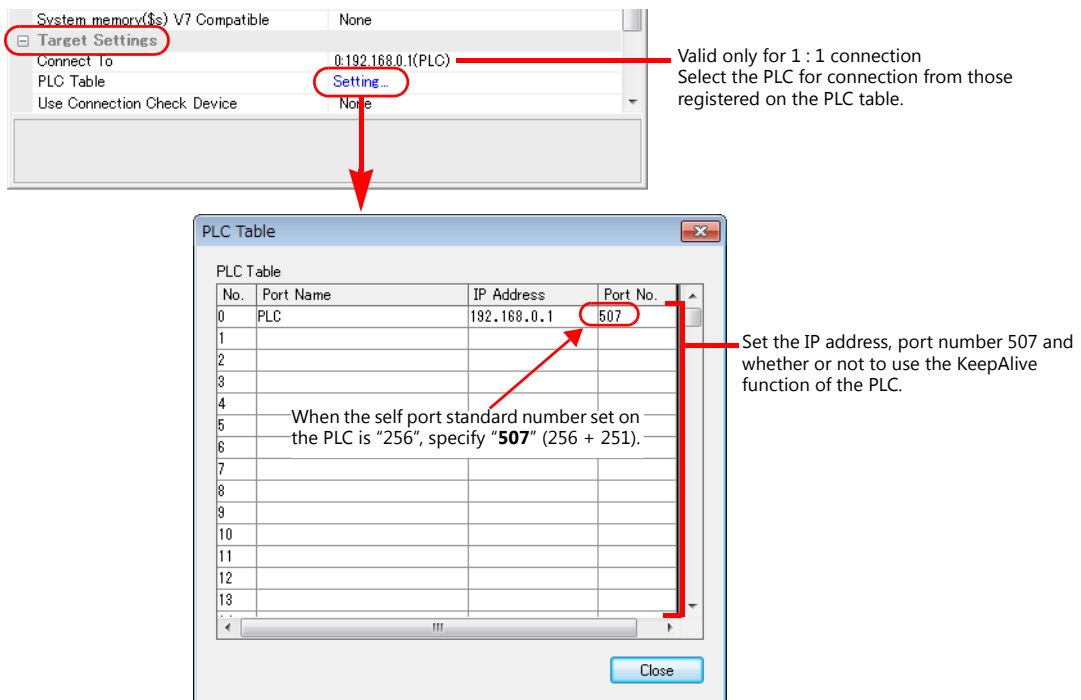 System memory($s) V7 Compatible None
Target Settings
Connect To 0:192.168.0.1(PLC)
PLC Table Setting...
Use Connection Check Device None
Valid only for 1 : 1 connection
Select the PLC for connection from those
registered on the PLC table.
PLC Table
PLC Table
No. Port Name IP Address Port No.
0 PLC 192.168.0.1 507
1
2
3
4
5
6
7
8
9
10
11
12
13
When the self port standard number set on
the PLC is “256”, specify “507” (256 + 251).
Set the IP address, port number 507 and
whether or not to use the KeepAlive
function of the PLC.
Close